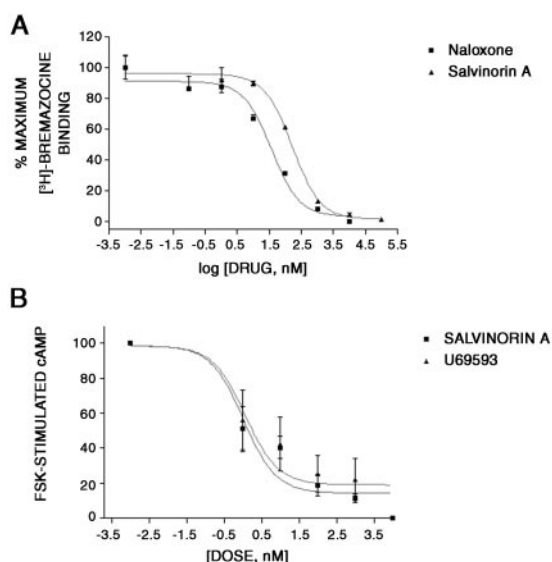 A
Naloxone
Salvinorin A
% MAXIMUM
[³H]-BREMAZOCINE
BINDING
120
100
80
60
40
20
0
-3.5 -2.5 -1.5 -0.5 0.5 1.5 2.5 3.5 4.5 5.5
log [DRUG, nM]
B
SALVINORIN A
U69593
FSK-STIMULATED cAMP
100
80
60
40
20
0
-3.5 -2.5 -1.5 -0.5 0.5 1.5 2.5 3.5
[DOSE, nM]